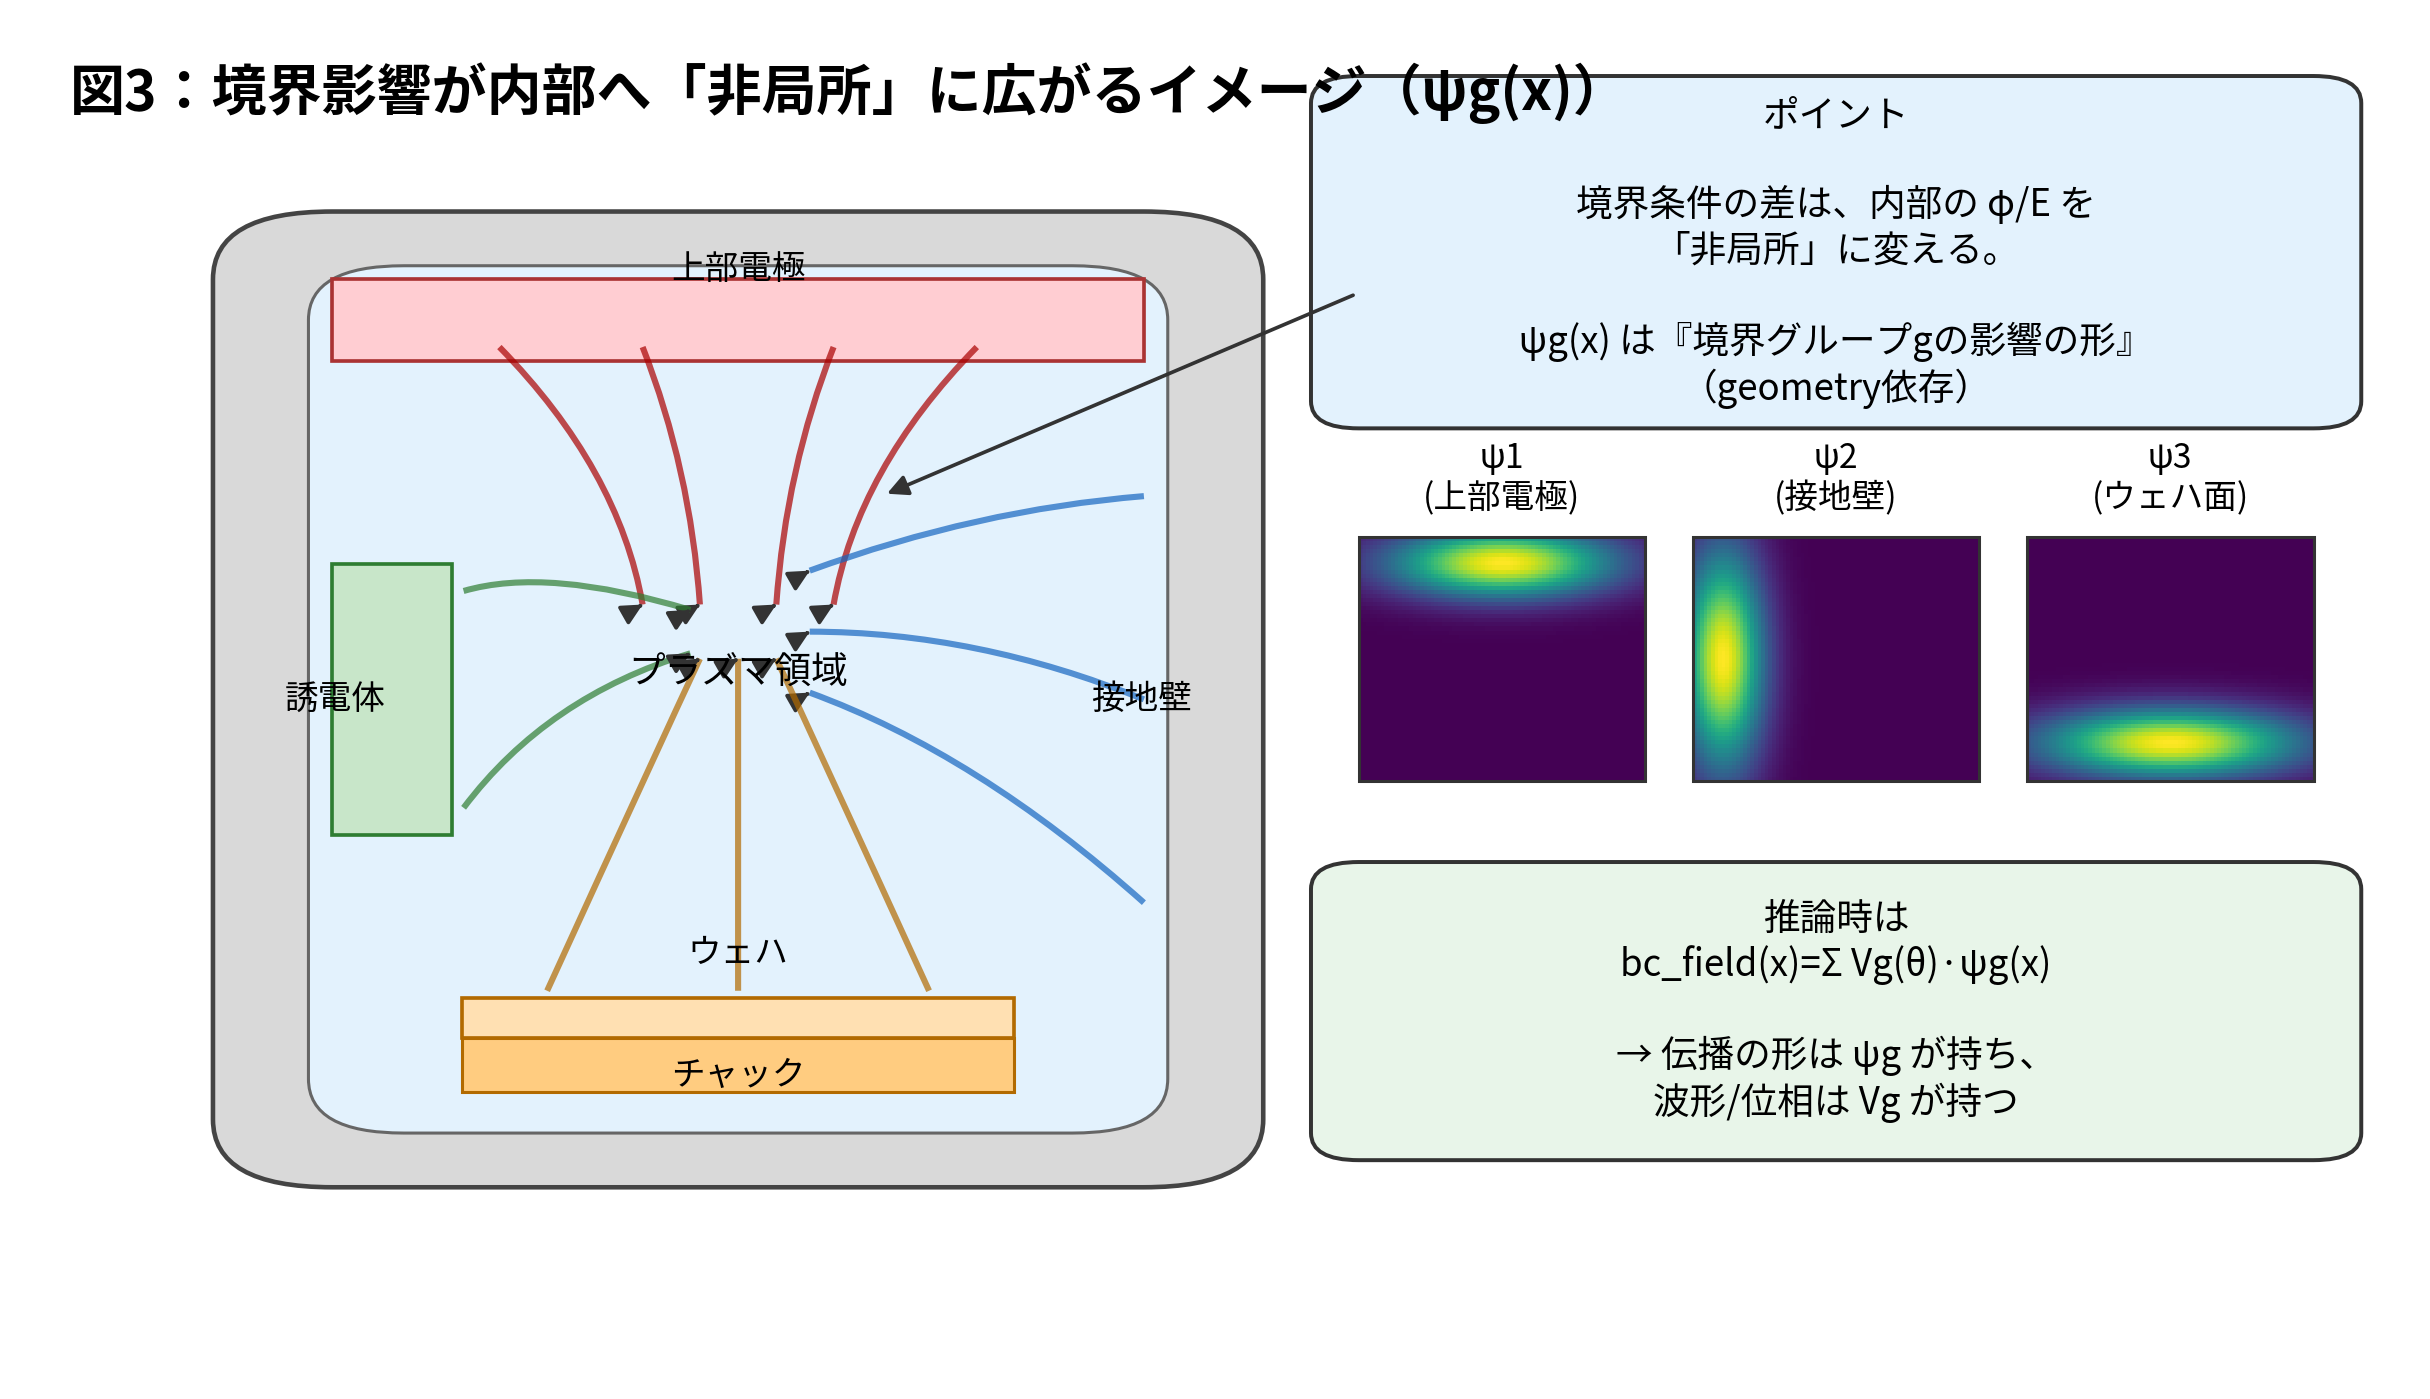 図3：境界影響が内部へ「非局所」に広がるイメージ（ψg(x)）
上部電極
誘電体
プラズマ領域
接地壁
ウェハ
チャック
ポイント
境界条件の差は、内部の φ/E を
「非局所」に変える。
ψg(x) は『境界グループgの影響の形』
（geometry依存）
ψ1
(上部電極)
ψ2
(接地壁)
ψ3
(ウェハ面)
推論時は
bc_field(x)=Σ Vg(θ)·ψg(x)
→ 伝播の形は ψg が持ち、
波形/位相は Vg が持つ